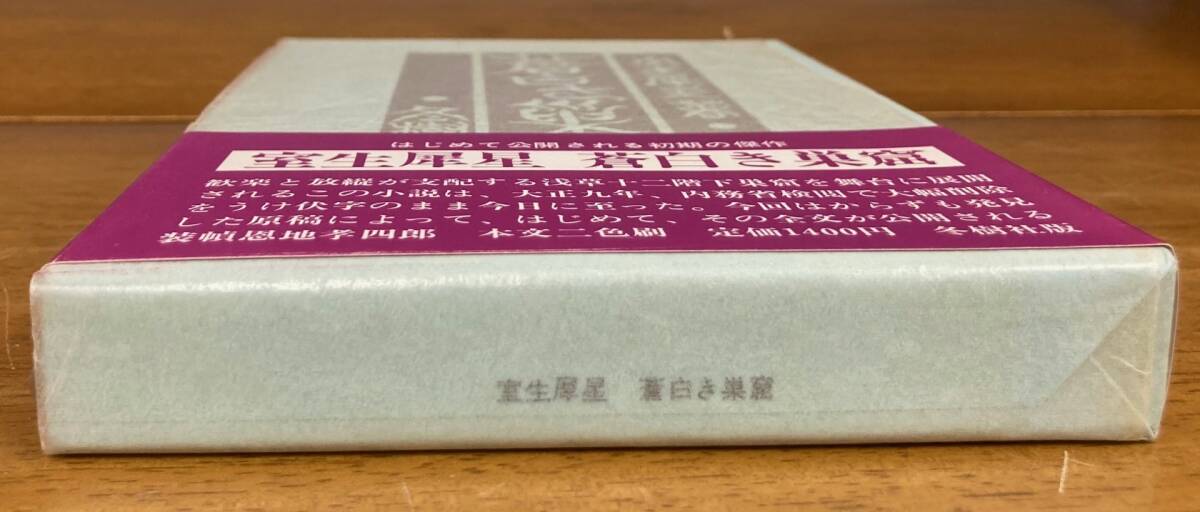 はじめて公開される初期の傑作
室生犀星 蒼白き巣窟
歓楽と放縦が支配する浅草十二階下巣窟を舞台に展開
されるこの小説は、大正九年、内務省検閲で大幅削除
をうけ伏字のまま今日に至った。今回はからずも発見
した原稿によって、はじめて、その全文が公開される
装幀恩地孝四郎 本文二色刷 定価1400円 冬樹社版
室生犀星 蒼白き巣窟